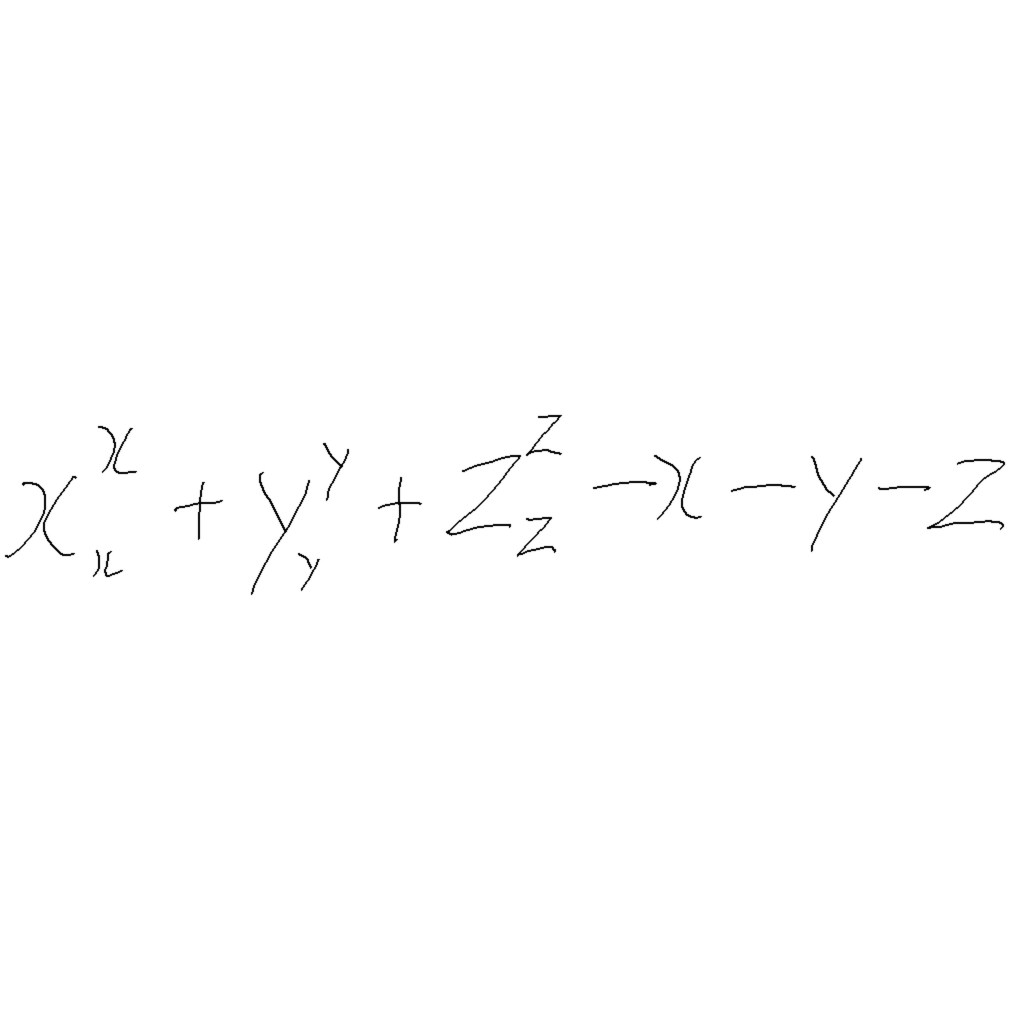 x_x^x + y_y^y + z_z^z - x - y - z